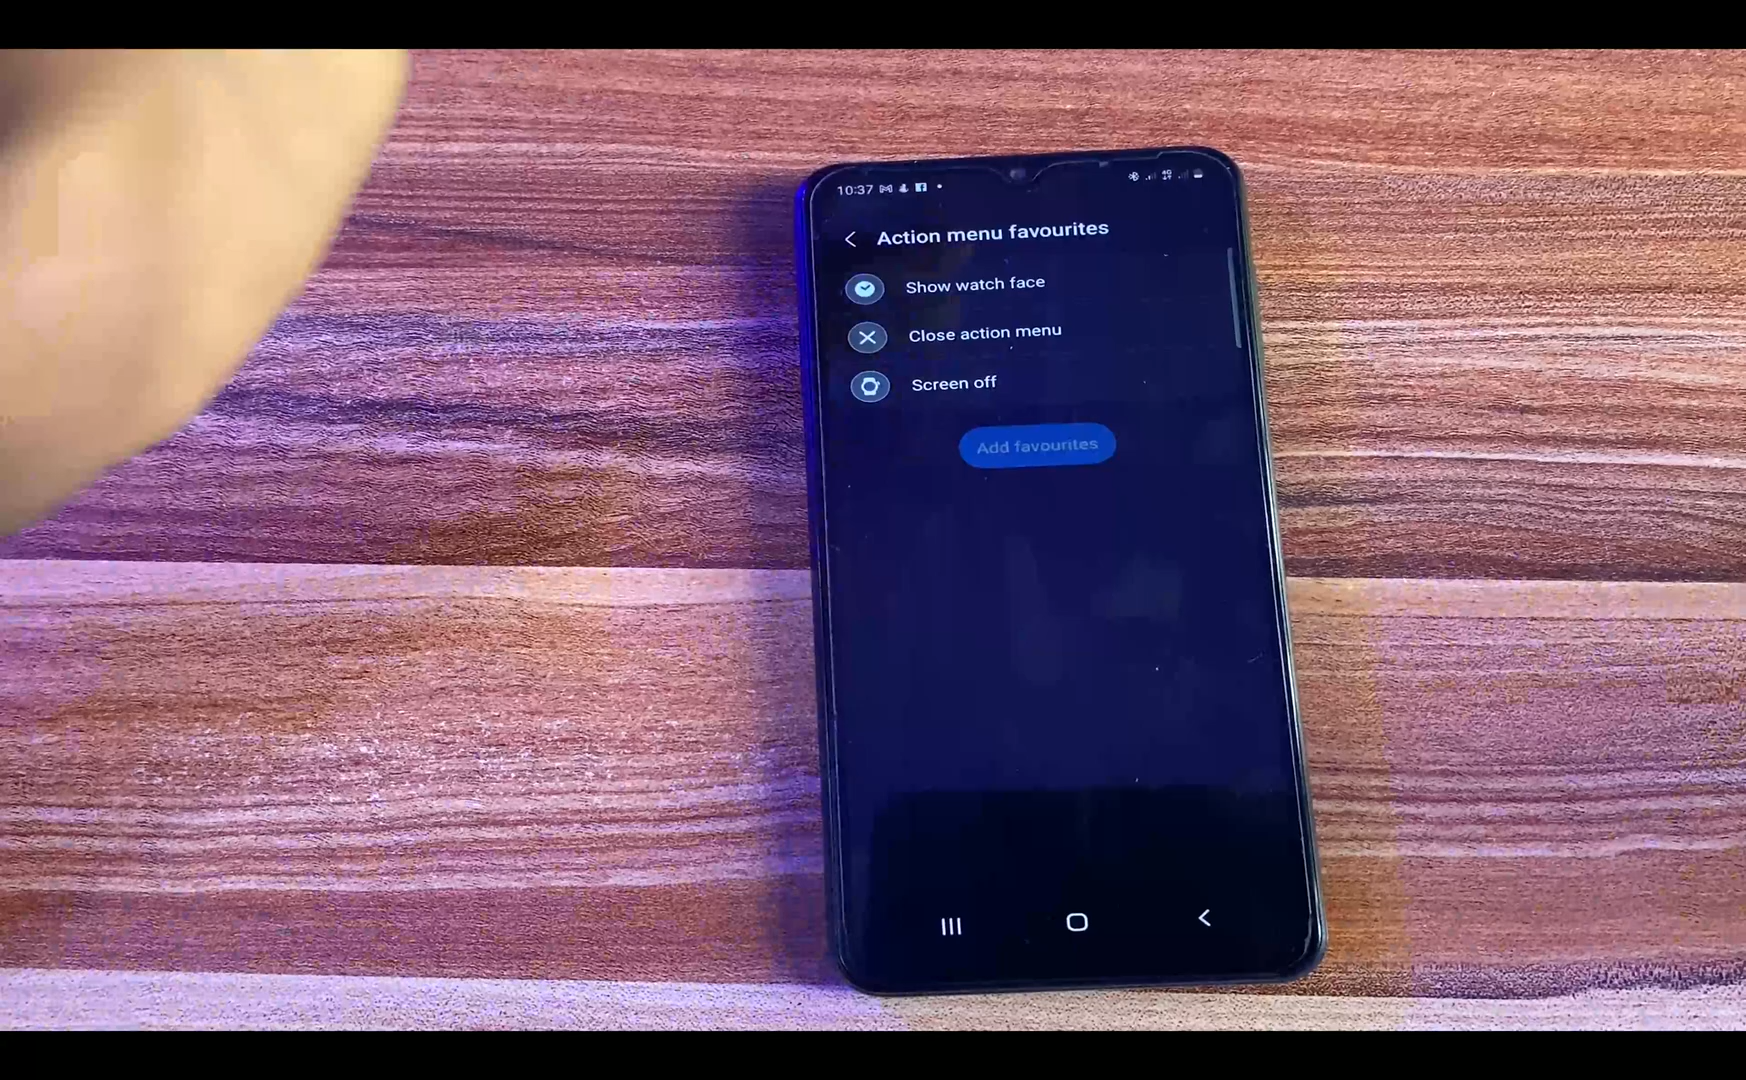 10:37
Action menu favourites
Show watch face
Close action menu
Screen off
Add favourites